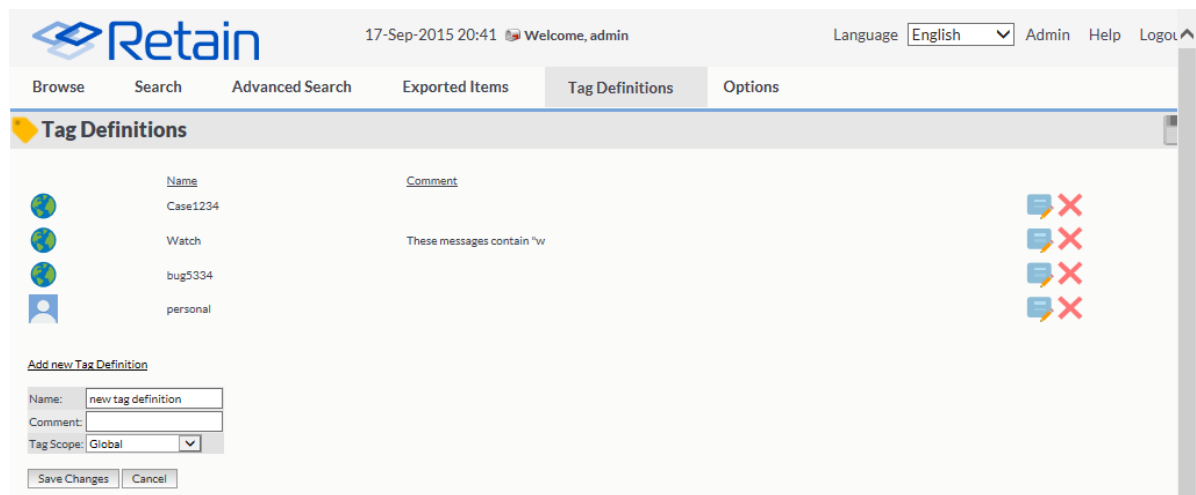 Retain 17-Sep-2015 20:41 Welcome, admin Language English Admin Help Logou
Browse Search Advanced Search Exported Items Tag Definitions Options
Tag Definitions
Name Comment
Case1234
Watch These messages contain "w
bug5334
personal
Add new Tag Definition
Name: new tag definition
Comment:
Tag Scope: Global
Save Changes Cancel